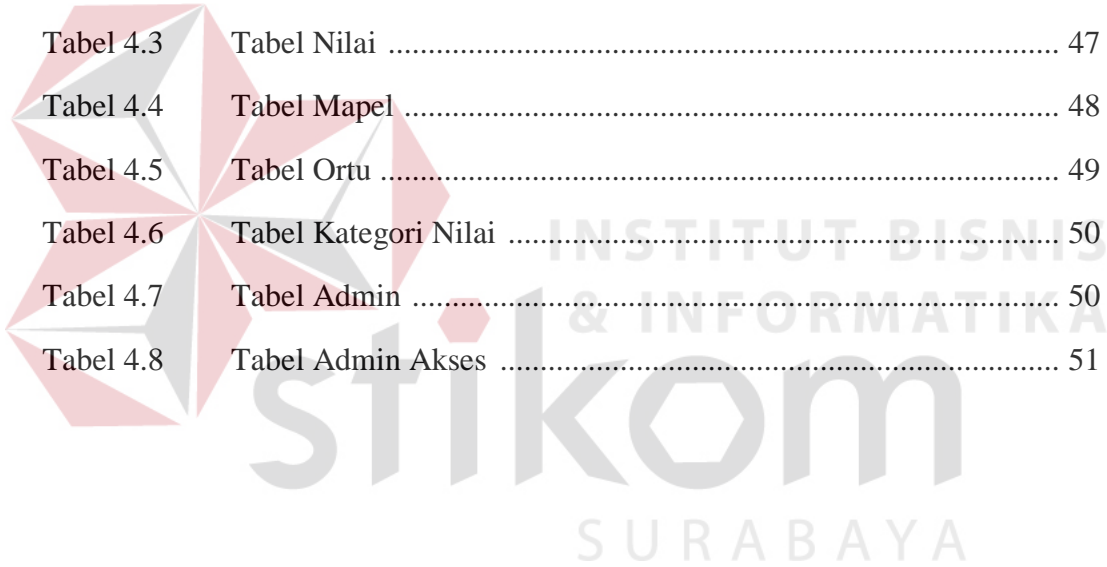 Tabel 4.3 Tabel Nilai ........................................................................................ 47
Tabel 4.4 Tabel Mapel ...................................................................................... 48
Tabel 4.5 Tabel Ortu ......................................................................................... 49
Tabel 4.6 Tabel Kategori Nilai ......................................................................... 50
INSTITUT BISNIS
Tabel 4.7 Tabel Admin ..................................................................................... 50
& INFORMATIKA
Tabel 4.8 Tabel Admin Akses .......................................................................... 51
stikom
SURABAYA